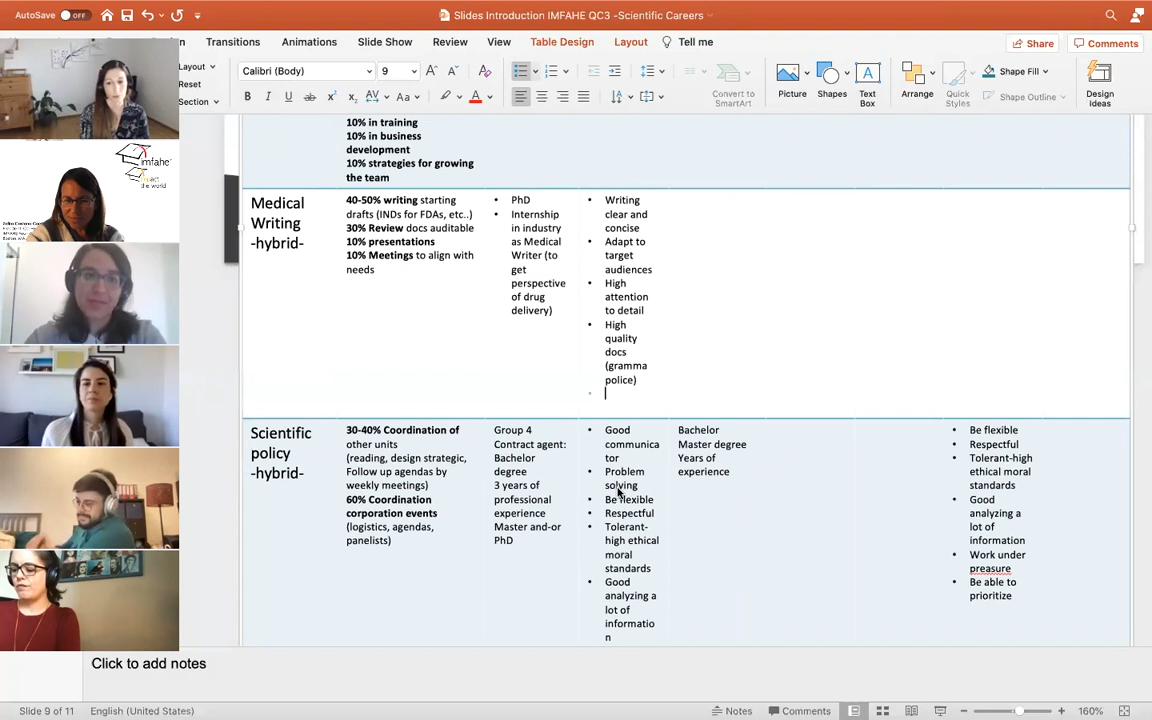 AutoSave OFF
Slides Introduction IMFAHE QC3 -Scientific Careers
Transitions Animations Slide Show Review View Table Design Layout Tell me
Share Comments
Layout
Reset
Section
Calibri (Body) 9
Convert to
SmartArt
Picture
Shapes
Text
Box
Arrange
Quick
Styles
Shape Fill
Shape Outline
Design
Ideas
imfahe
the world
10% in training
10% in business
development
10% strategies for growing
the team
Medical
Writing
-hybrid-
40-50% writing starting
drafts (INDs for FDAs, etc..)
30% Review docs auditable
10% presentations
10% Meetings to align with
needs
• PhD
• Internship
in industry
as Medical
Writer (to
get
perspective
of drug
delivery)
• Writing
clear and
concise
• Adapt to
target
audiences
• High
attention
to detail
• High
quality
docs
(gramma
police)
Scientific
policy
-hybrid-
30-40% Coordination of
other units
(reading, design strategic,
Follow up agendas by
weekly meetings)
60% Coordination
corporation events
(logistics, agendas,
panelists)
Group 4
Contract agent:
Bachelor
degree
3 years of
professional
experience
Master and-or
PhD
• Good
communica
tor
• Problem
solving
• Be flexible
• Respectful
• Tolerant-
high ethical
moral
standards
• Good
analyzing a
lot of
informatio
n
Bachelor
Master degree
Years of
experience
• Be flexible
• Respectful
• Tolerant-high
ethical moral
standards
• Good
analyzing a
lot of
information
• Work under
preasure
• Be able to
prioritize
Click to add notes
Slide 9 of 11 English (United States) Notes Comments 160%